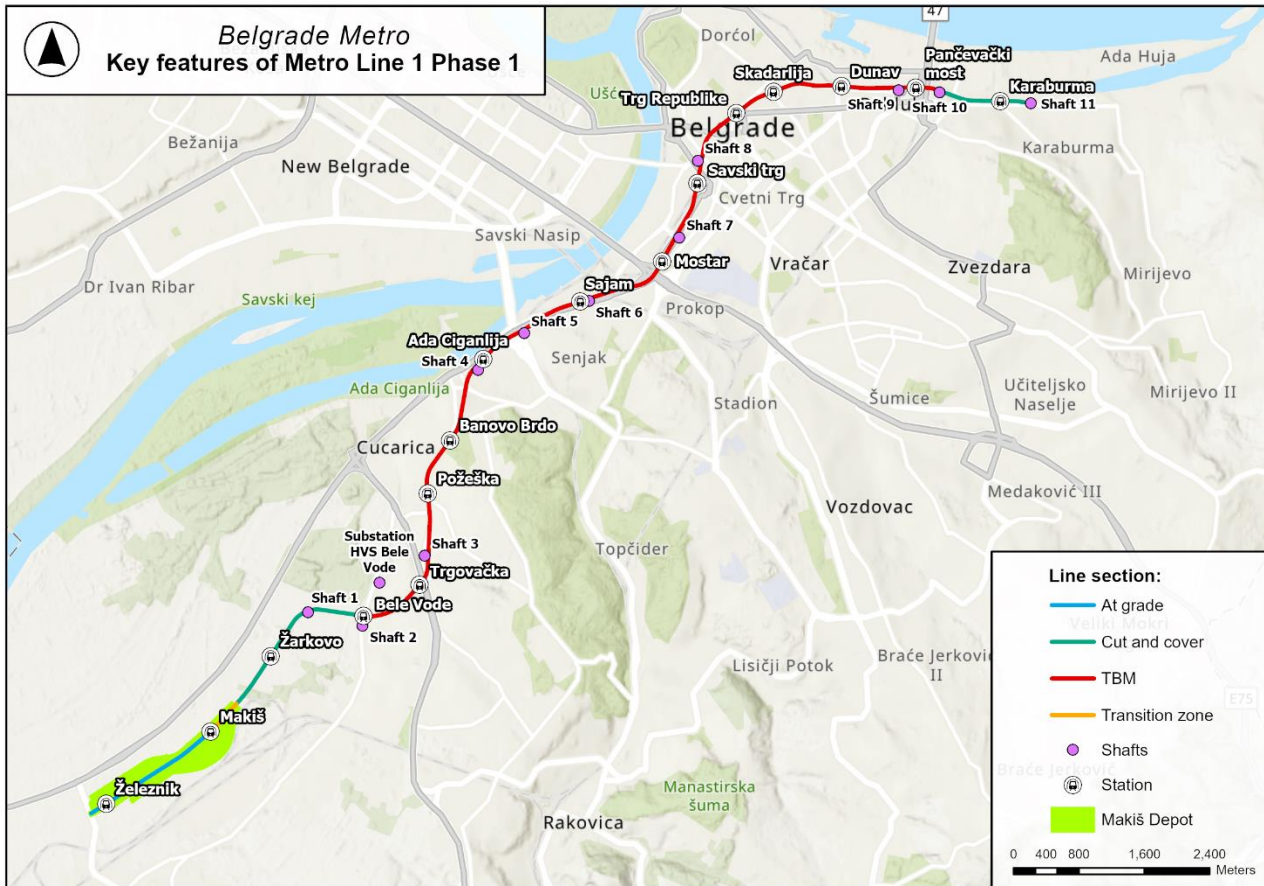 Belgrade Metro
Key features of Metro Line 1 Phase 1
47
Dorćol
Ada Huja
Ušće
Skadarlija
Dunav
Pančevački
most
Karaburma
Trg Republike
Shaft 9
Shaft 10
Shaft 11
Belgrade
Bežanija
New Belgrade
Shaft 8
Karaburma
Savski trg
Cvetni Trg
Savski Nasip
Shaft 7
Mostar
Vračar
Zvezdara
Mirijevo
Dr Ivan Ribar
Savski kej
Sajam
Shaft 6
Prokop
Shaft 5
Ada Ciganlija
Shaft 4
Senjak
Ada Ciganlija
Stadion
Šumice
Učiteljsko
Naselje
Mirijevo II
Banovo Brdo
Cucarica
Požeška
Medaković III
Vozdovac
Substation
HVS Bele
Vode
Shaft 3
Topčider
Trgovačka
Shaft 1
Bele Vode
Shaft 2
Žarkovo
Lisičji Potok
Braće Jerković
II
Makiš
Železnik
Manastirska
šuma
Rakovica
Line section:
At grade
Cut and cover
Veliki Mokri
TBM
E75
Transition zone
Shafts
Braće Jerković
Station
Makiš Depot
0 400 800 1,600 2,400
Meters